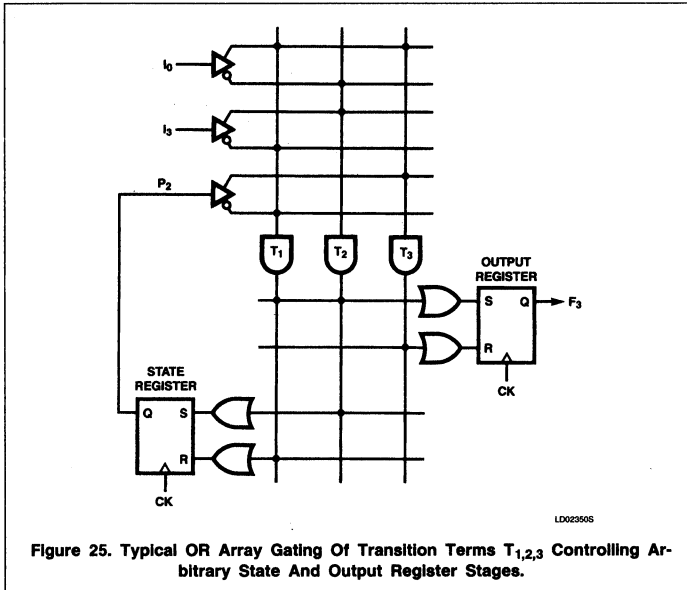 I0
I3
P2
T1 T2 T3
OUTPUT
REGISTER
S Q F3
R
CK
STATE
REGISTER
Q S
R
CK
LD02350S
Figure 25. Typical OR Array Gating Of Transition Terms T1,2,3 Controlling Ar-
bitrary State And Output Register Stages.